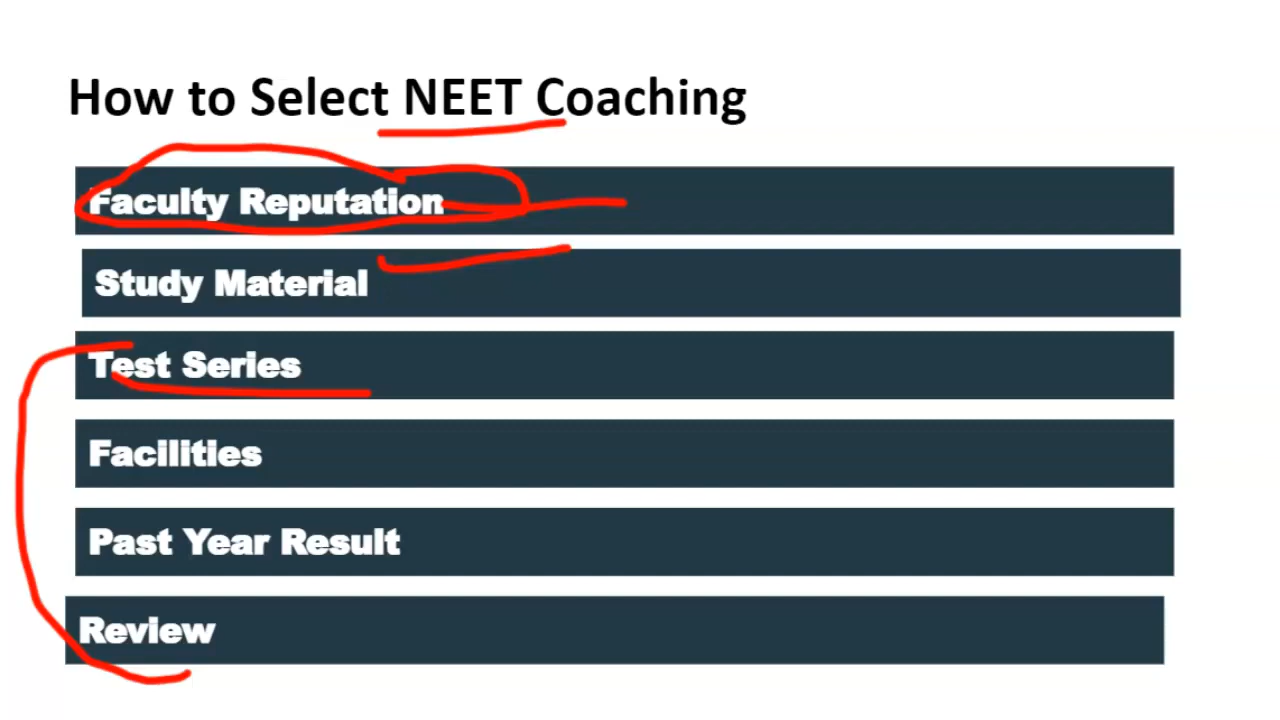 How to Select NEET Coaching
Faculty Reputation
Study Material
Test Series
Facilities
Past Year Result
Review